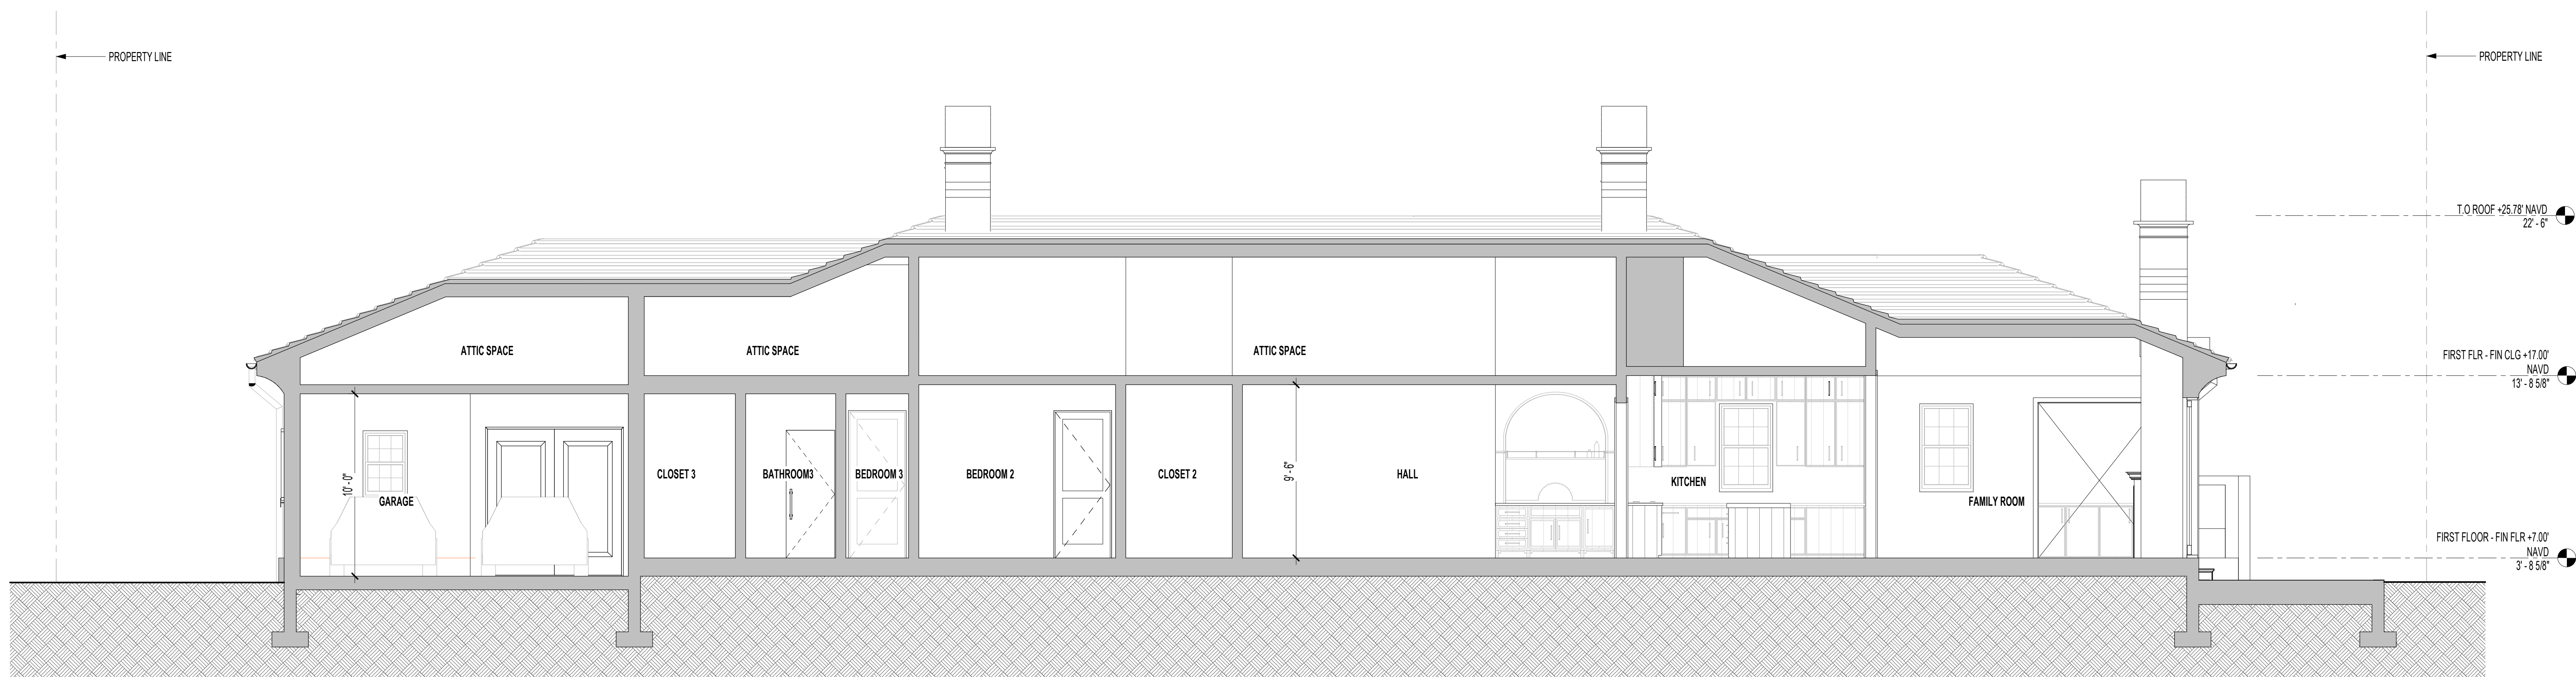 PROPERTY LINE
PROPERTY LINE
T.O ROOF +25.78' NAVD
22' - 6"
ATTIC SPACE
ATTIC SPACE
ATTIC SPACE
FIRST FLR - FIN CLG +17.00'
NAVD
13' - 8 5/8"
10' - 0"
GARAGE
CLOSET 3
BATHROOM3
BEDROOM 3
BEDROOM 2
CLOSET 2
9' - 6"
HALL
KITCHEN
FAMILY ROOM
FIRST FLOOR - FIN FLR +7.00'
NAVD
3' - 8 5/8"